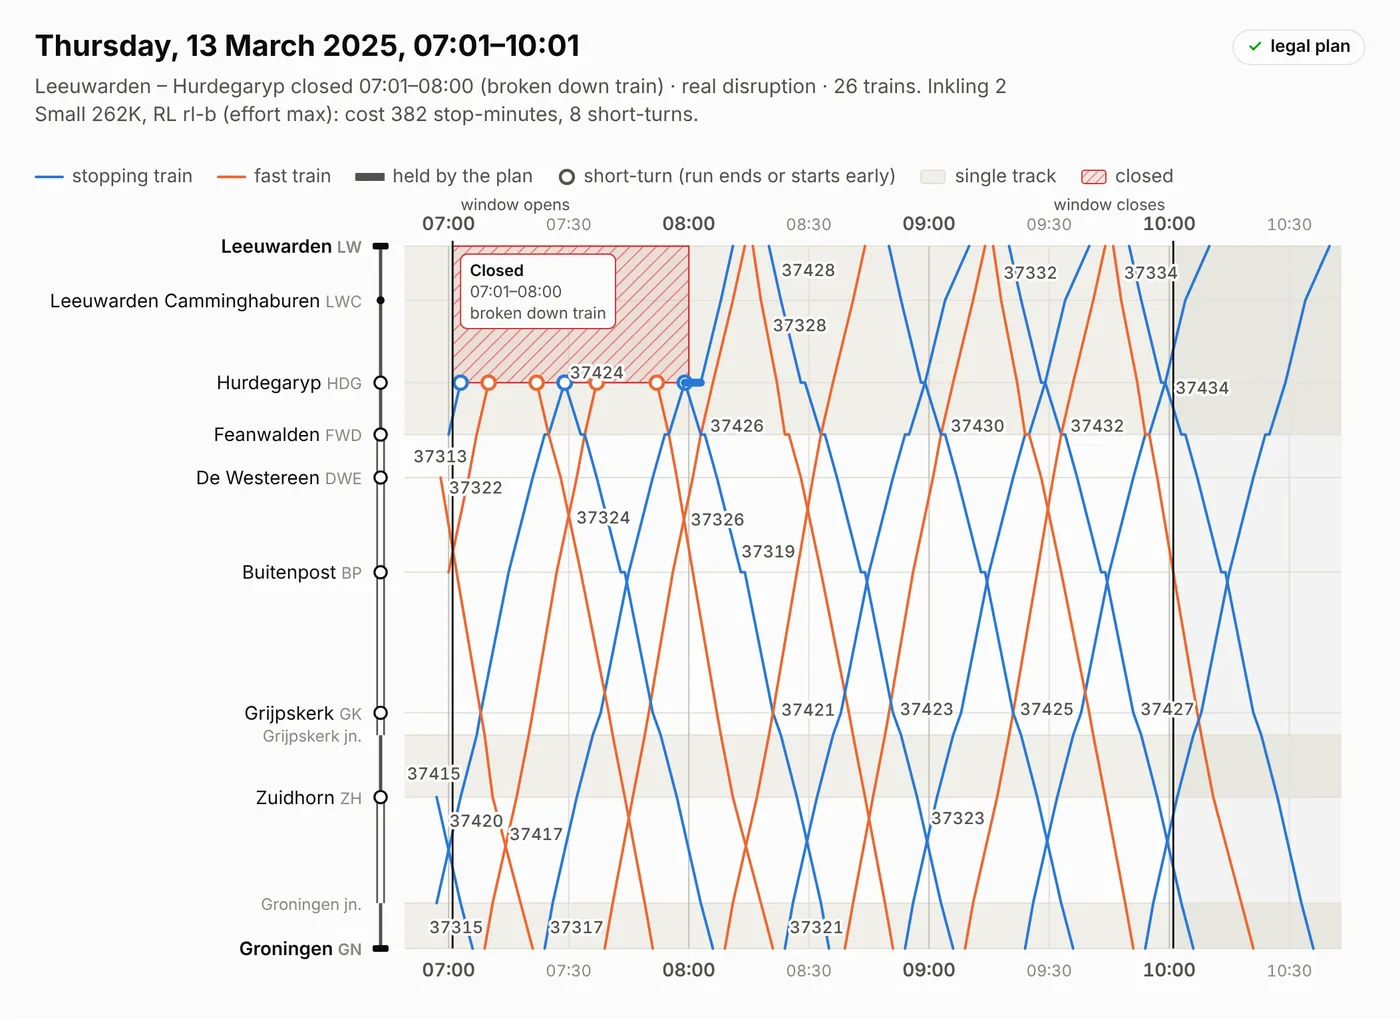 Thursday, 13 March 2025, 07:01–10:01
legal plan
Leeuwarden – Hurdegaryp closed 07:01–08:00 (broken down train) · real disruption · 26 trains. Inkling 2
Small 262K, RL rl-b (effort max): cost 382 stop-minutes, 8 short-turns.
stopping train
fast train
held by the plan
short-turn (run ends or starts early)
single track
closed
window opens
window closes
07:00 07:30 08:00 08:30 09:00 09:30 10:00 10:30
Leeuwarden LW
Leeuwarden Camminghaburen LWC
Hurdegaryp HDG
Feanwalden FWD
De Westereen DWE
Buitenpost BP
Grijpskerk GK
Grijpskerk jn.
Zuidhorn ZH
Groningen jn.
Groningen GN
Closed
07:01–08:00
broken down train
37428
37332
37334
37328
37424
37434
37426
37430
37432
37313
37322
37324
37326
37319
37421
37423
37425
37427
37415
37420
37417
37323
37315
37317
37321
07:00 07:30 08:00 08:30 09:00 09:30 10:00 10:30